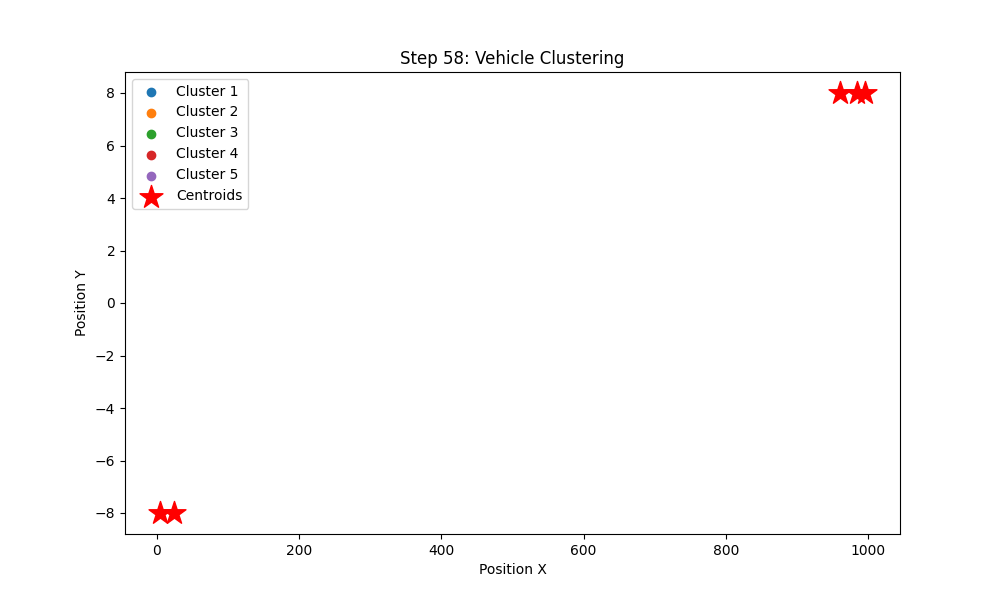 Step 58: Vehicle Clustering
Cluster 1
Cluster 2
Cluster 3
Cluster 4
Cluster 5
Centroids
8
6
4
2
0
−2
−4
−6
−8
Position Y
0
200
400
600
800
1000
Position X